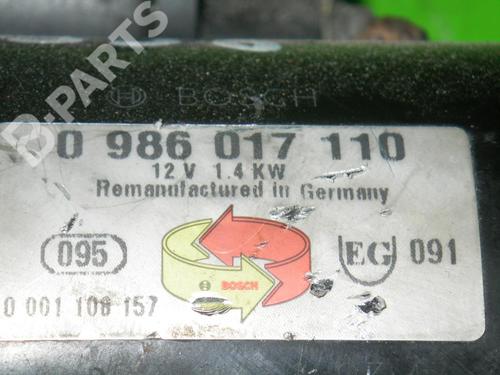 B-PARTS
BOSCH
0 986 017 110
12 V 1.4 KW
Remanufactured in Germany
095
EG 091
BOSCH
0 001 108 157